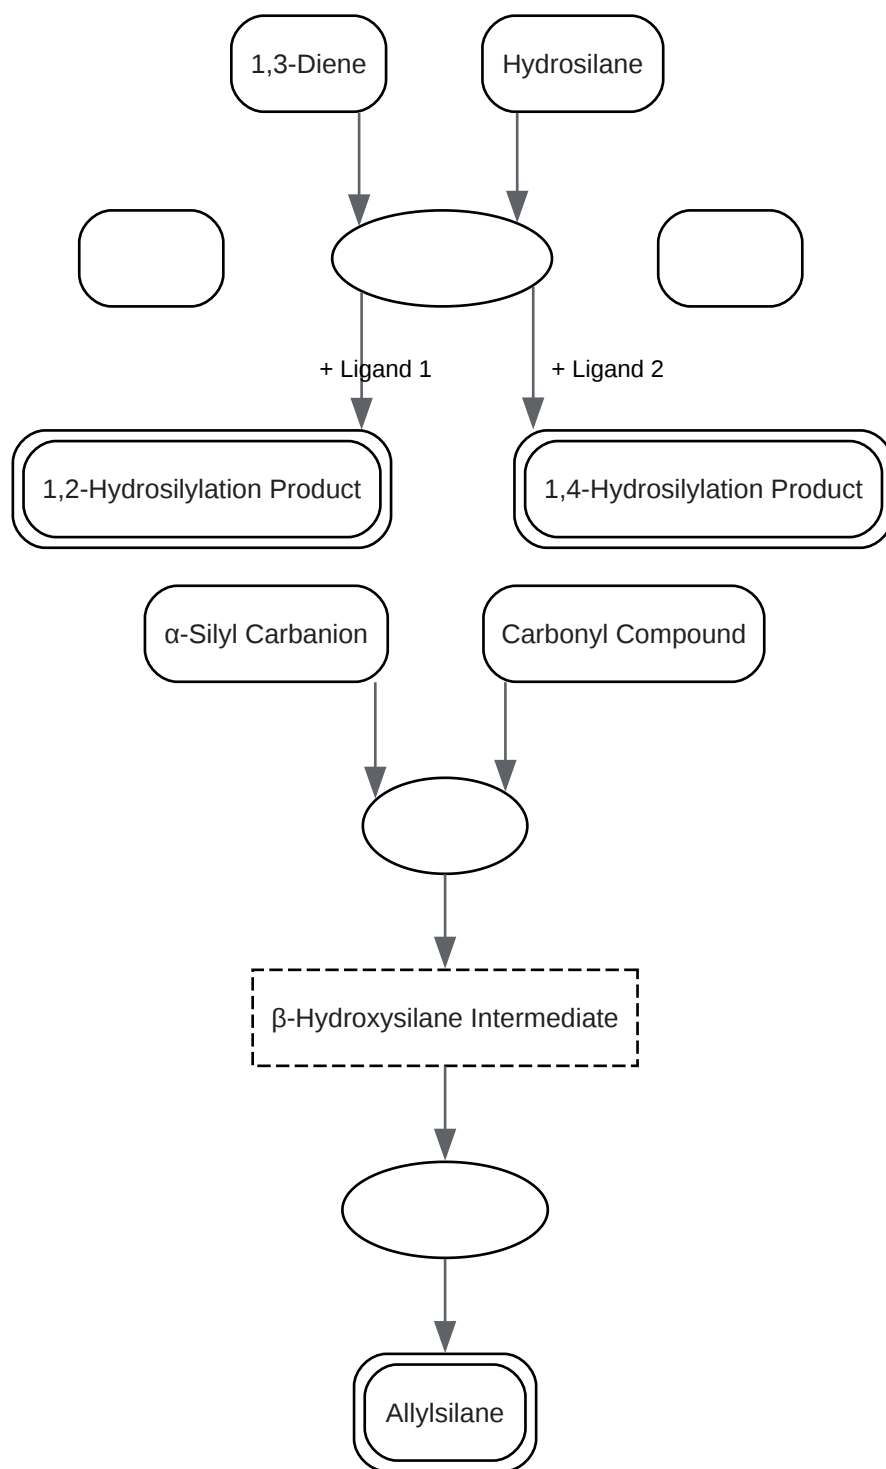 1,3-Diene
Hydrosilane
+ Ligand 1
+ Ligand 2
1,2-Hydrosilylation Product
1,4-Hydrosilylation Product
α-Silyl Carbanion
Carbonyl Compound
β-Hydroxysilane Intermediate
Allylsilane